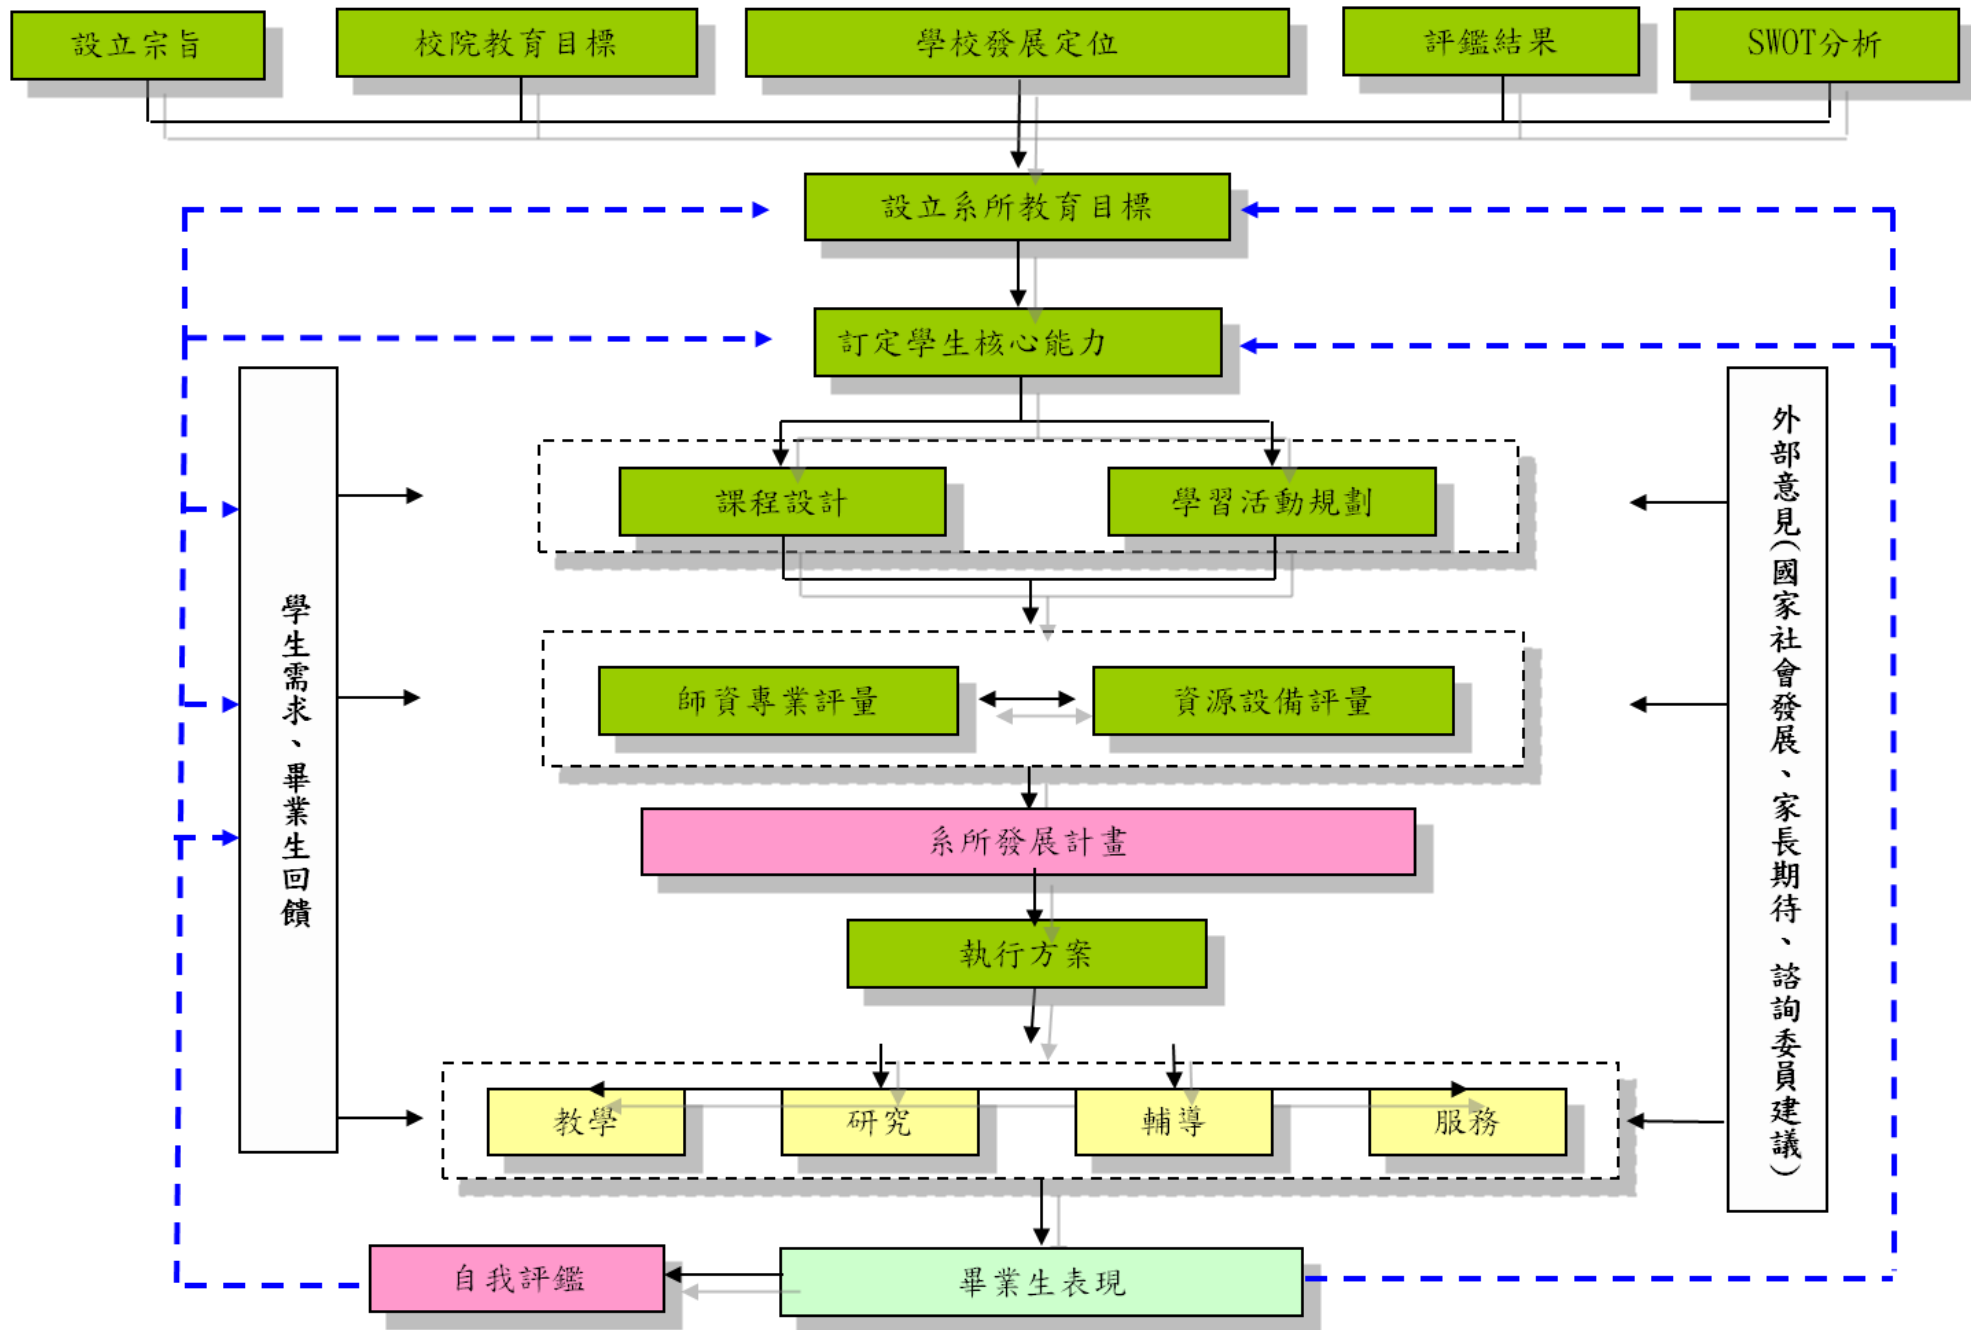 設立宗旨
校院教育目標
學校發展定位
評鑑結果
SWOT分析
設立系所教育目標
訂定學生核心能力
課程設計
學習活動規劃
師資專業評量
資源設備評量
系所發展計畫
執行方案
教學
研究
輔導
服務
自我評鑑
畢業生表現
學生需求、畢業生回饋
外部意見(國家社會發展、家長期待、諮詢委員建議)